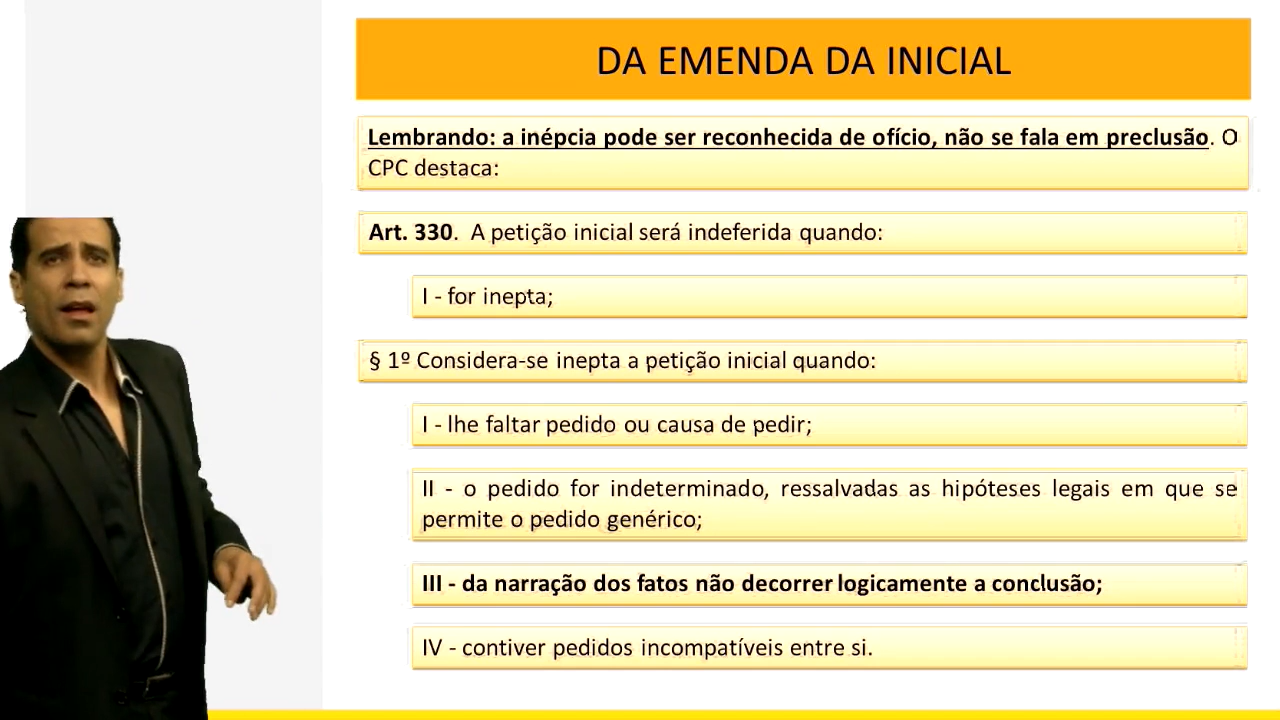 DA EMENDA DA INICIAL
Lembrando: a inépcia pode ser reconhecida de ofício, não se fala em preclusão. O
CPC destaca:
Art. 330.  A petição inicial será indeferida quando:
I - for inepta;
§ 1º Considera-se inepta a petição inicial quando:
I - lhe faltar pedido ou causa de pedir;
II - o pedido for indeterminado, ressalvadas as hipóteses legais em que se
permite o pedido genérico;
III - da narração dos fatos não decorrer logicamente a conclusão;
IV - contiver pedidos incompatíveis entre si.